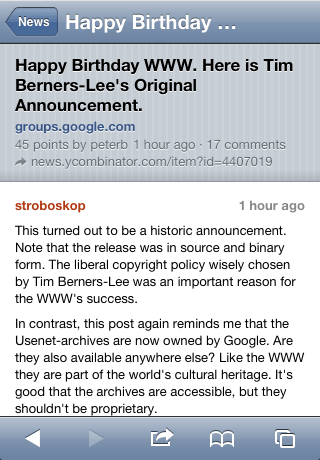 News
Happy Birthday ...
Happy Birthday WWW. Here is Tim
Berners-Lee's Original
Announcement.
groups.google.com
45 points by peterb 1 hour ago · 17 comments
news.ycombinator.com/item?id=4407019
stroboskop
1 hour ago
This turned out to be a historic announcement.
Note that the release was in source and binary
form. The liberal copyright policy wisely chosen
by Tim Berners-Lee was an important reason for
the WWW's success.
In contrast, this post again reminds me that the
Usenet-archives are now owned by Google. Are
they also available anywhere else? Like the WWW
they are part of the world's cultural heritage. It's
good that the archives are accessible, but they
shouldn't be proprietary.